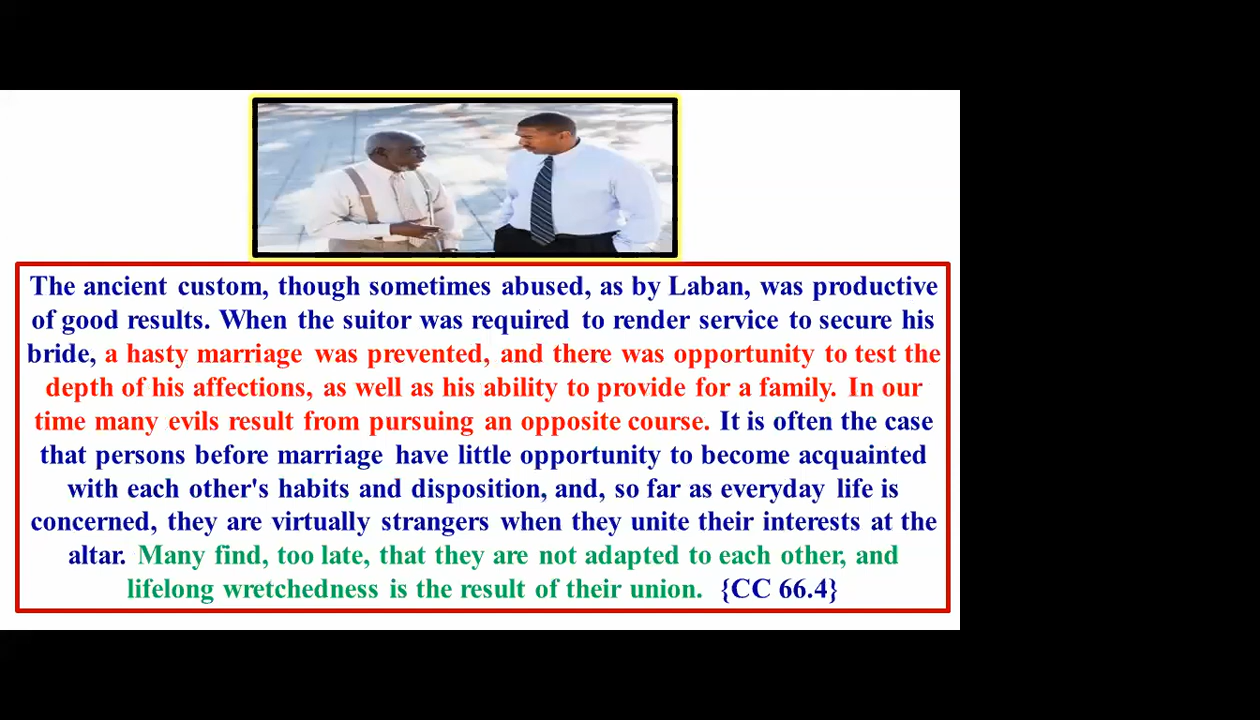 The ancient custom, though sometimes abused, as by Laban, was productive
of good results. When the suitor was required to render service to secure his
bride, a hasty marriage was prevented, and there was opportunity to test the
depth of his affections, as well as his ability to provide for a family. In our
time many evils result from pursuing an opposite course. It is often the case
that persons before marriage have little opportunity to become acquainted
with each other's habits and disposition, and, so far as everyday life is
concerned, they are virtually strangers when they unite their interests at the
altar. Many find, too late, that they are not adapted to each other, and
lifelong wretchedness is the result of their union. {CC 66.4}